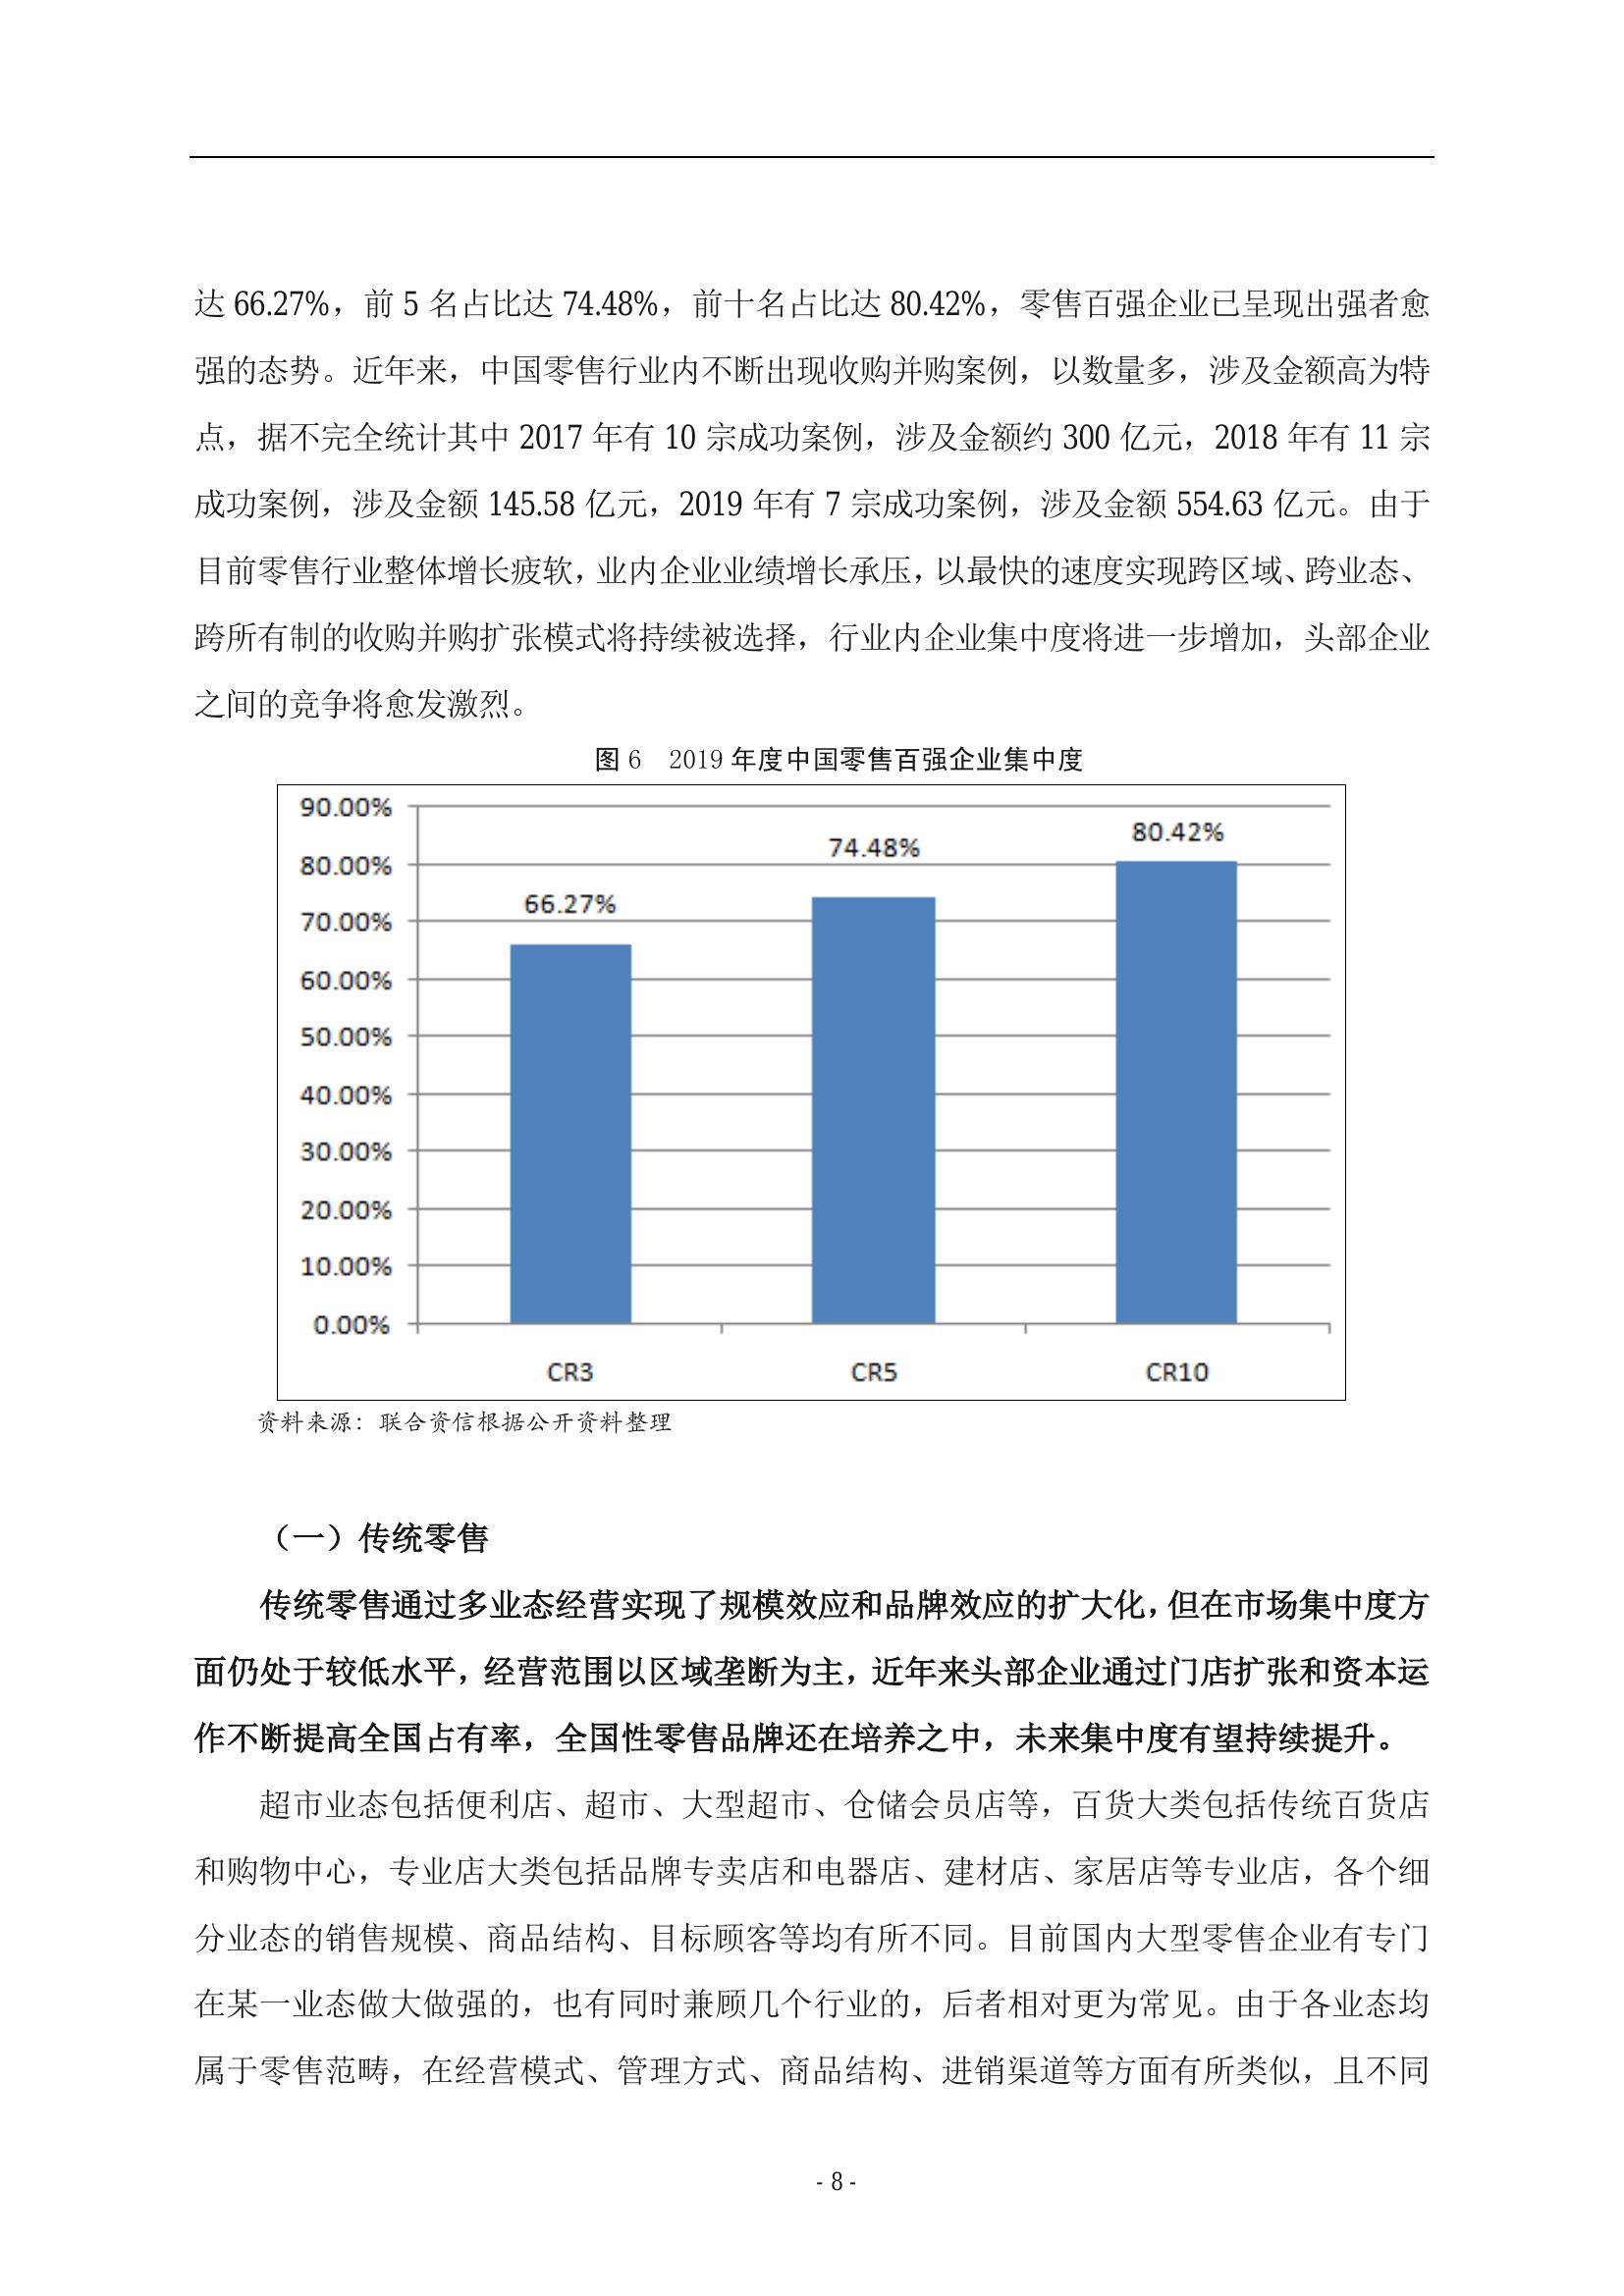 达 66.27%，前 5 名占比达 74.48%，前十名占比达 80.42%，零售百强企业已呈现出强者愈
强的态势。近年来，中国零售行业内不断出现收购并购案例，以数量多，涉及金额高为特
点，据不完全统计其中 2017 年有 10 宗成功案例，涉及金额约 300 亿元，2018 年有 11 宗
成功案例，涉及金额 145.58 亿元，2019 年有 7 宗成功案例，涉及金额 554.63 亿元。由于
目前零售行业整体增长疲软，业内企业业绩增长承压，以最快的速度实现跨区域、跨业态、
跨所有制的收购并购扩张模式将持续被选择，行业内企业集中度将进一步增加，头部企业
之间的竞争将愈发激烈。
图 6 2019 年度中国零售百强企业集中度
90.00%
80.00%
70.00%
60.00%
50.00%
40.00%
30.00%
20.00%
10.00%
0.00%
66.27%
74.48%
80.42%
CR3
CR5
CR10
资料来源：联合资信根据公开资料整理
（一）传统零售
传统零售通过多业态经营实现了规模效应和品牌效应的扩大化，但在市场集中度方
面仍处于较低水平，经营范围以区域垄断为主，近年来头部企业通过门店扩张和资本运
作不断提高全国占有率，全国性零售品牌还在培养之中，未来集中度有望持续提升。
超市业态包括便利店、超市、大型超市、仓储会员店等，百货大类包括传统百货店
和购物中心，专业店大类包括品牌专卖店和电器店、建材店、家居店等专业店，各个细
分业态的销售规模、商品结构、目标顾客等均有所不同。目前国内大型零售企业有专门
在某一业态做大做强的，也有同时兼顾几个行业的，后者相对更为常见。由于各业态均
属于零售范畴，在经营模式、管理方式、商品结构、进销渠道等方面有所类似，且不同
- 8 -